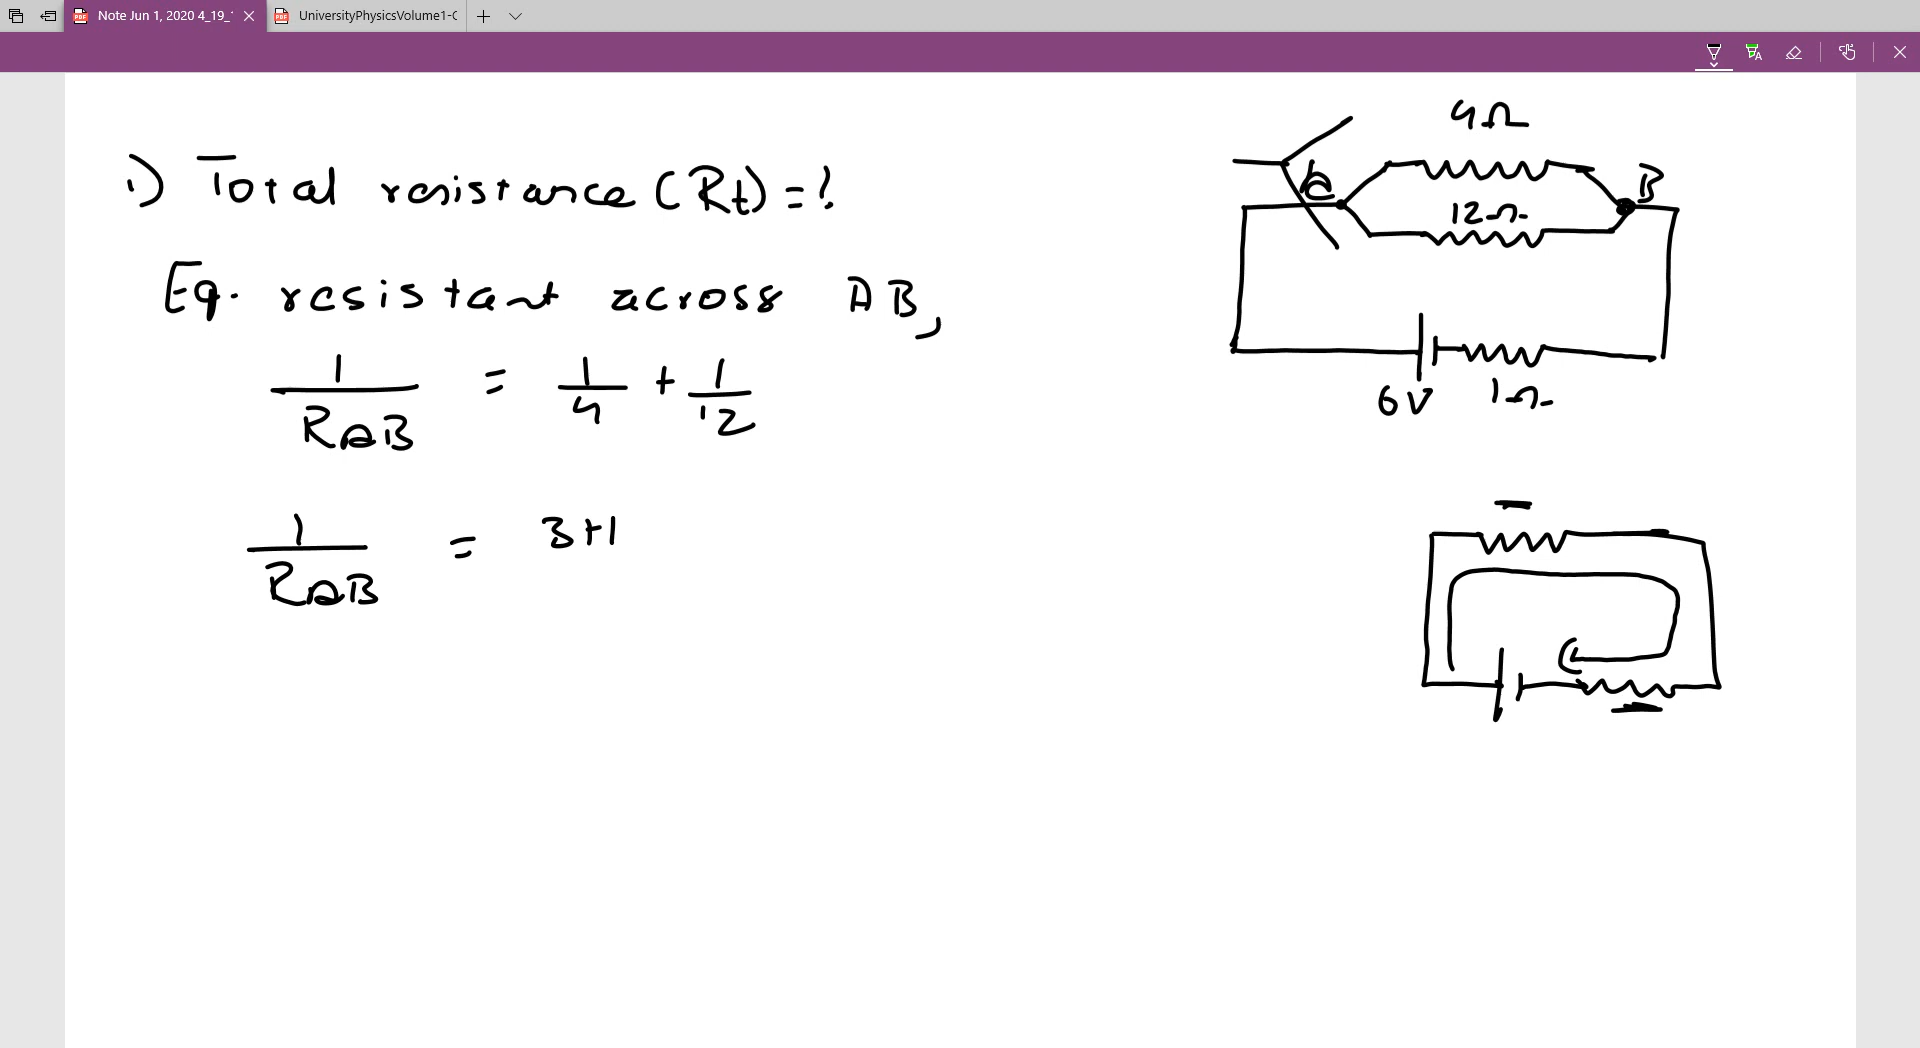 Note Jun 1, 2020 4_19_
UniversityPhysicsVolume1-
1.) Total resistance (Rt) = ?
Eq. resistant across AB,
1/RAB = 1/4 + 1/12
1/RAB = 3+1
4Ω
A
B
12Ω
6V
1Ω